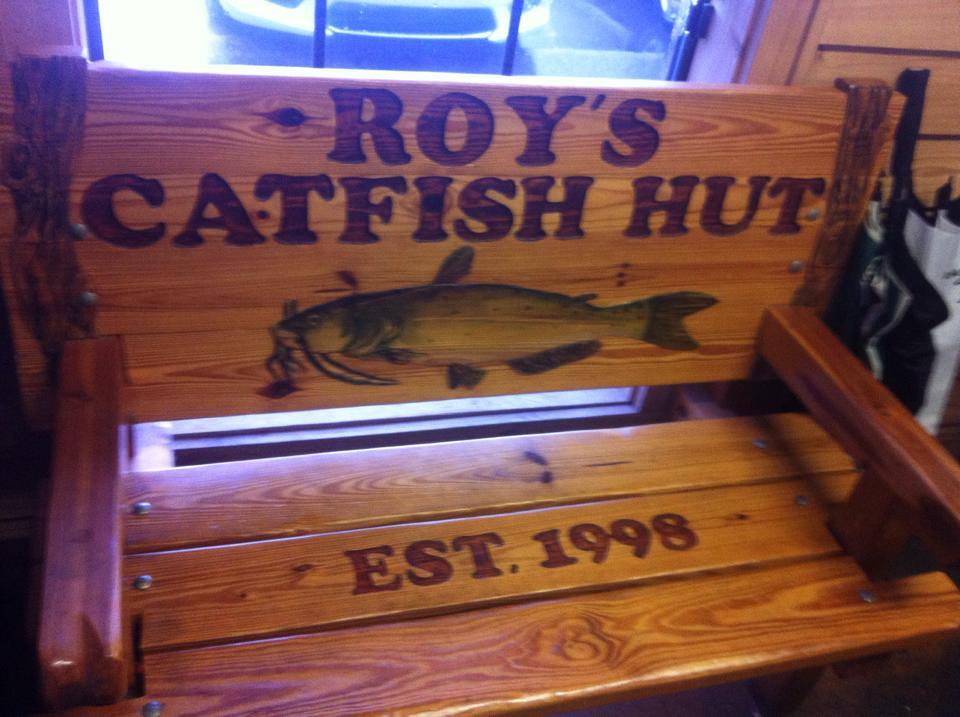 ROY'S
CATFISH HUT
EST. 1998